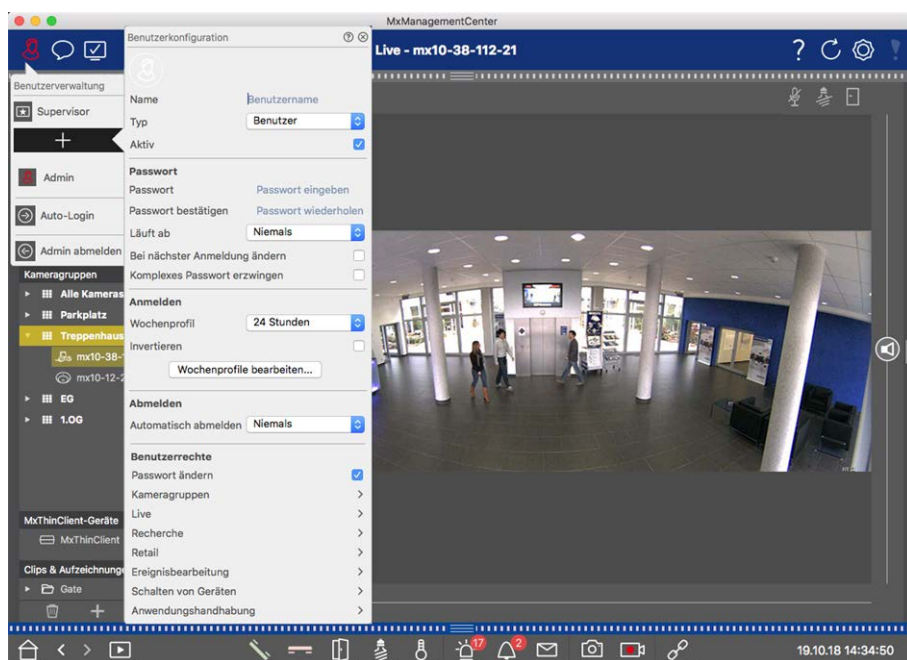 MxManagementCenter
Live - mx10-38-112-21
?
Benutzerverwaltung
Supervisor
+
Admin
Auto-Login
Admin abmelden
Kameragruppen
Alle Kameras
Parkplatz
Treppenhaus
mx10-38-1
mx10-12-2
EG
1.OG
MxThinClient-Geräte
MxThinClient
Clips & Aufzeichnunge
Gate
+
Benutzerkonfiguration
Name Benutzername
Typ Benutzer
Aktiv
Passwort
Passwort Passwort eingeben
Passwort bestätigen Passwort wiederholen
Läuft ab Niemals
Bei nächster Anmeldung ändern
Komplexes Passwort erzwingen
Anmelden
Wochenprofil 24 Stunden
Invertieren
Wochenprofile bearbeiten...
Abmelden
Automatisch abmelden Niemals
Benutzerrechte
Passwort ändern
Kameragruppen
Live
Recherche
Retail
Ereignisbearbeitung
Schalten von Geräten
Anwendungshandhabung
17
2
19.10.18 14:34:50